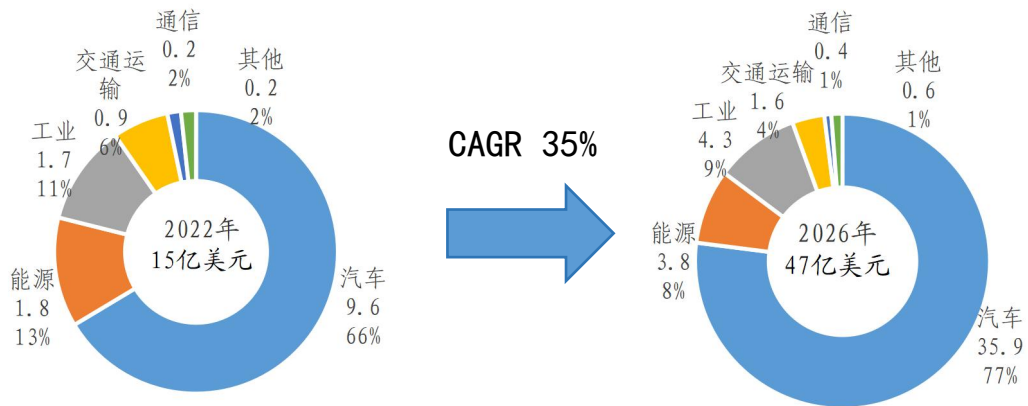 通信
0.2
2%
其他
0.2
2%
交通运
输
0.9
6%
工业
1.7
11%
能源
1.8
13%
2022年
15亿美元
汽车
9.6
66%
CAGR 35%
通信
0.4
1%
其他
0.6
1%
交通运输
1.6
4%
工业
4.3
9%
能源
3.8
8%
2026年
47亿美元
汽车
35.9
77%